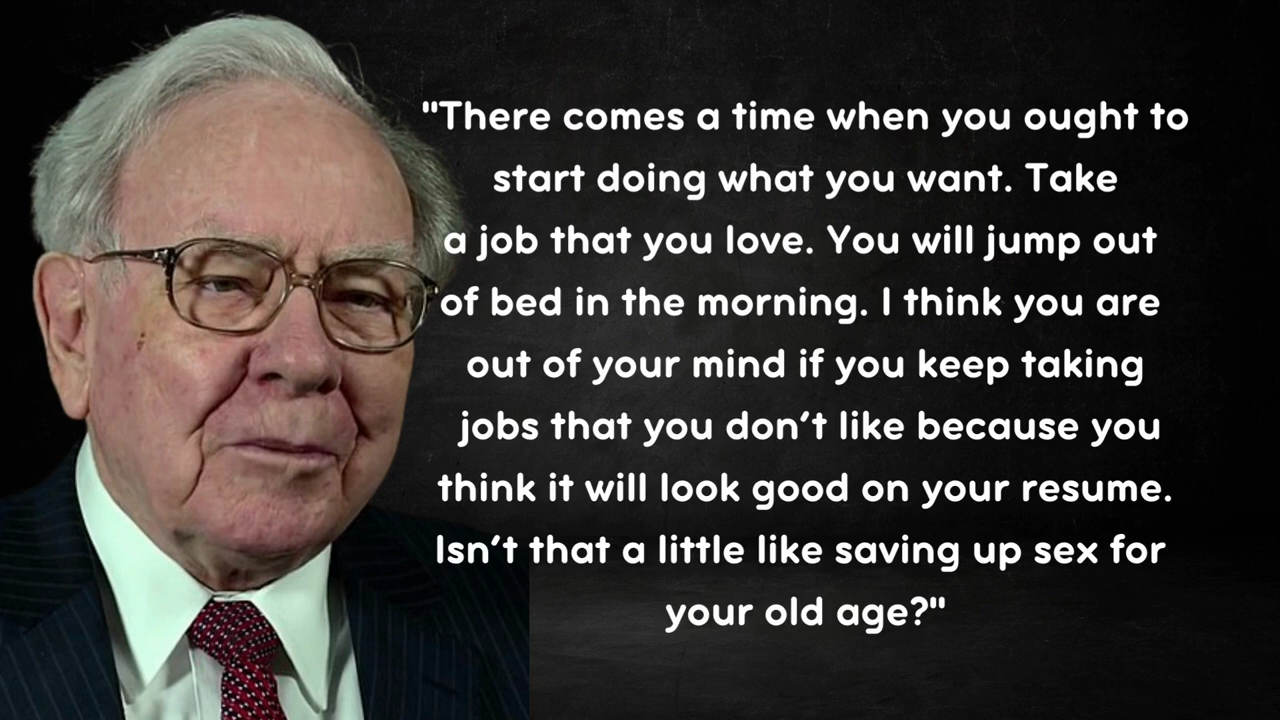 "There comes a time when you ought to
start doing what you want. Take
a job that you love. You will jump out
of bed in the morning. I think you are
out of your mind if you keep taking
jobs that you don’t like because you
think it will look good on your resume.
Isn’t that a little like saving up sex for
your old age?"